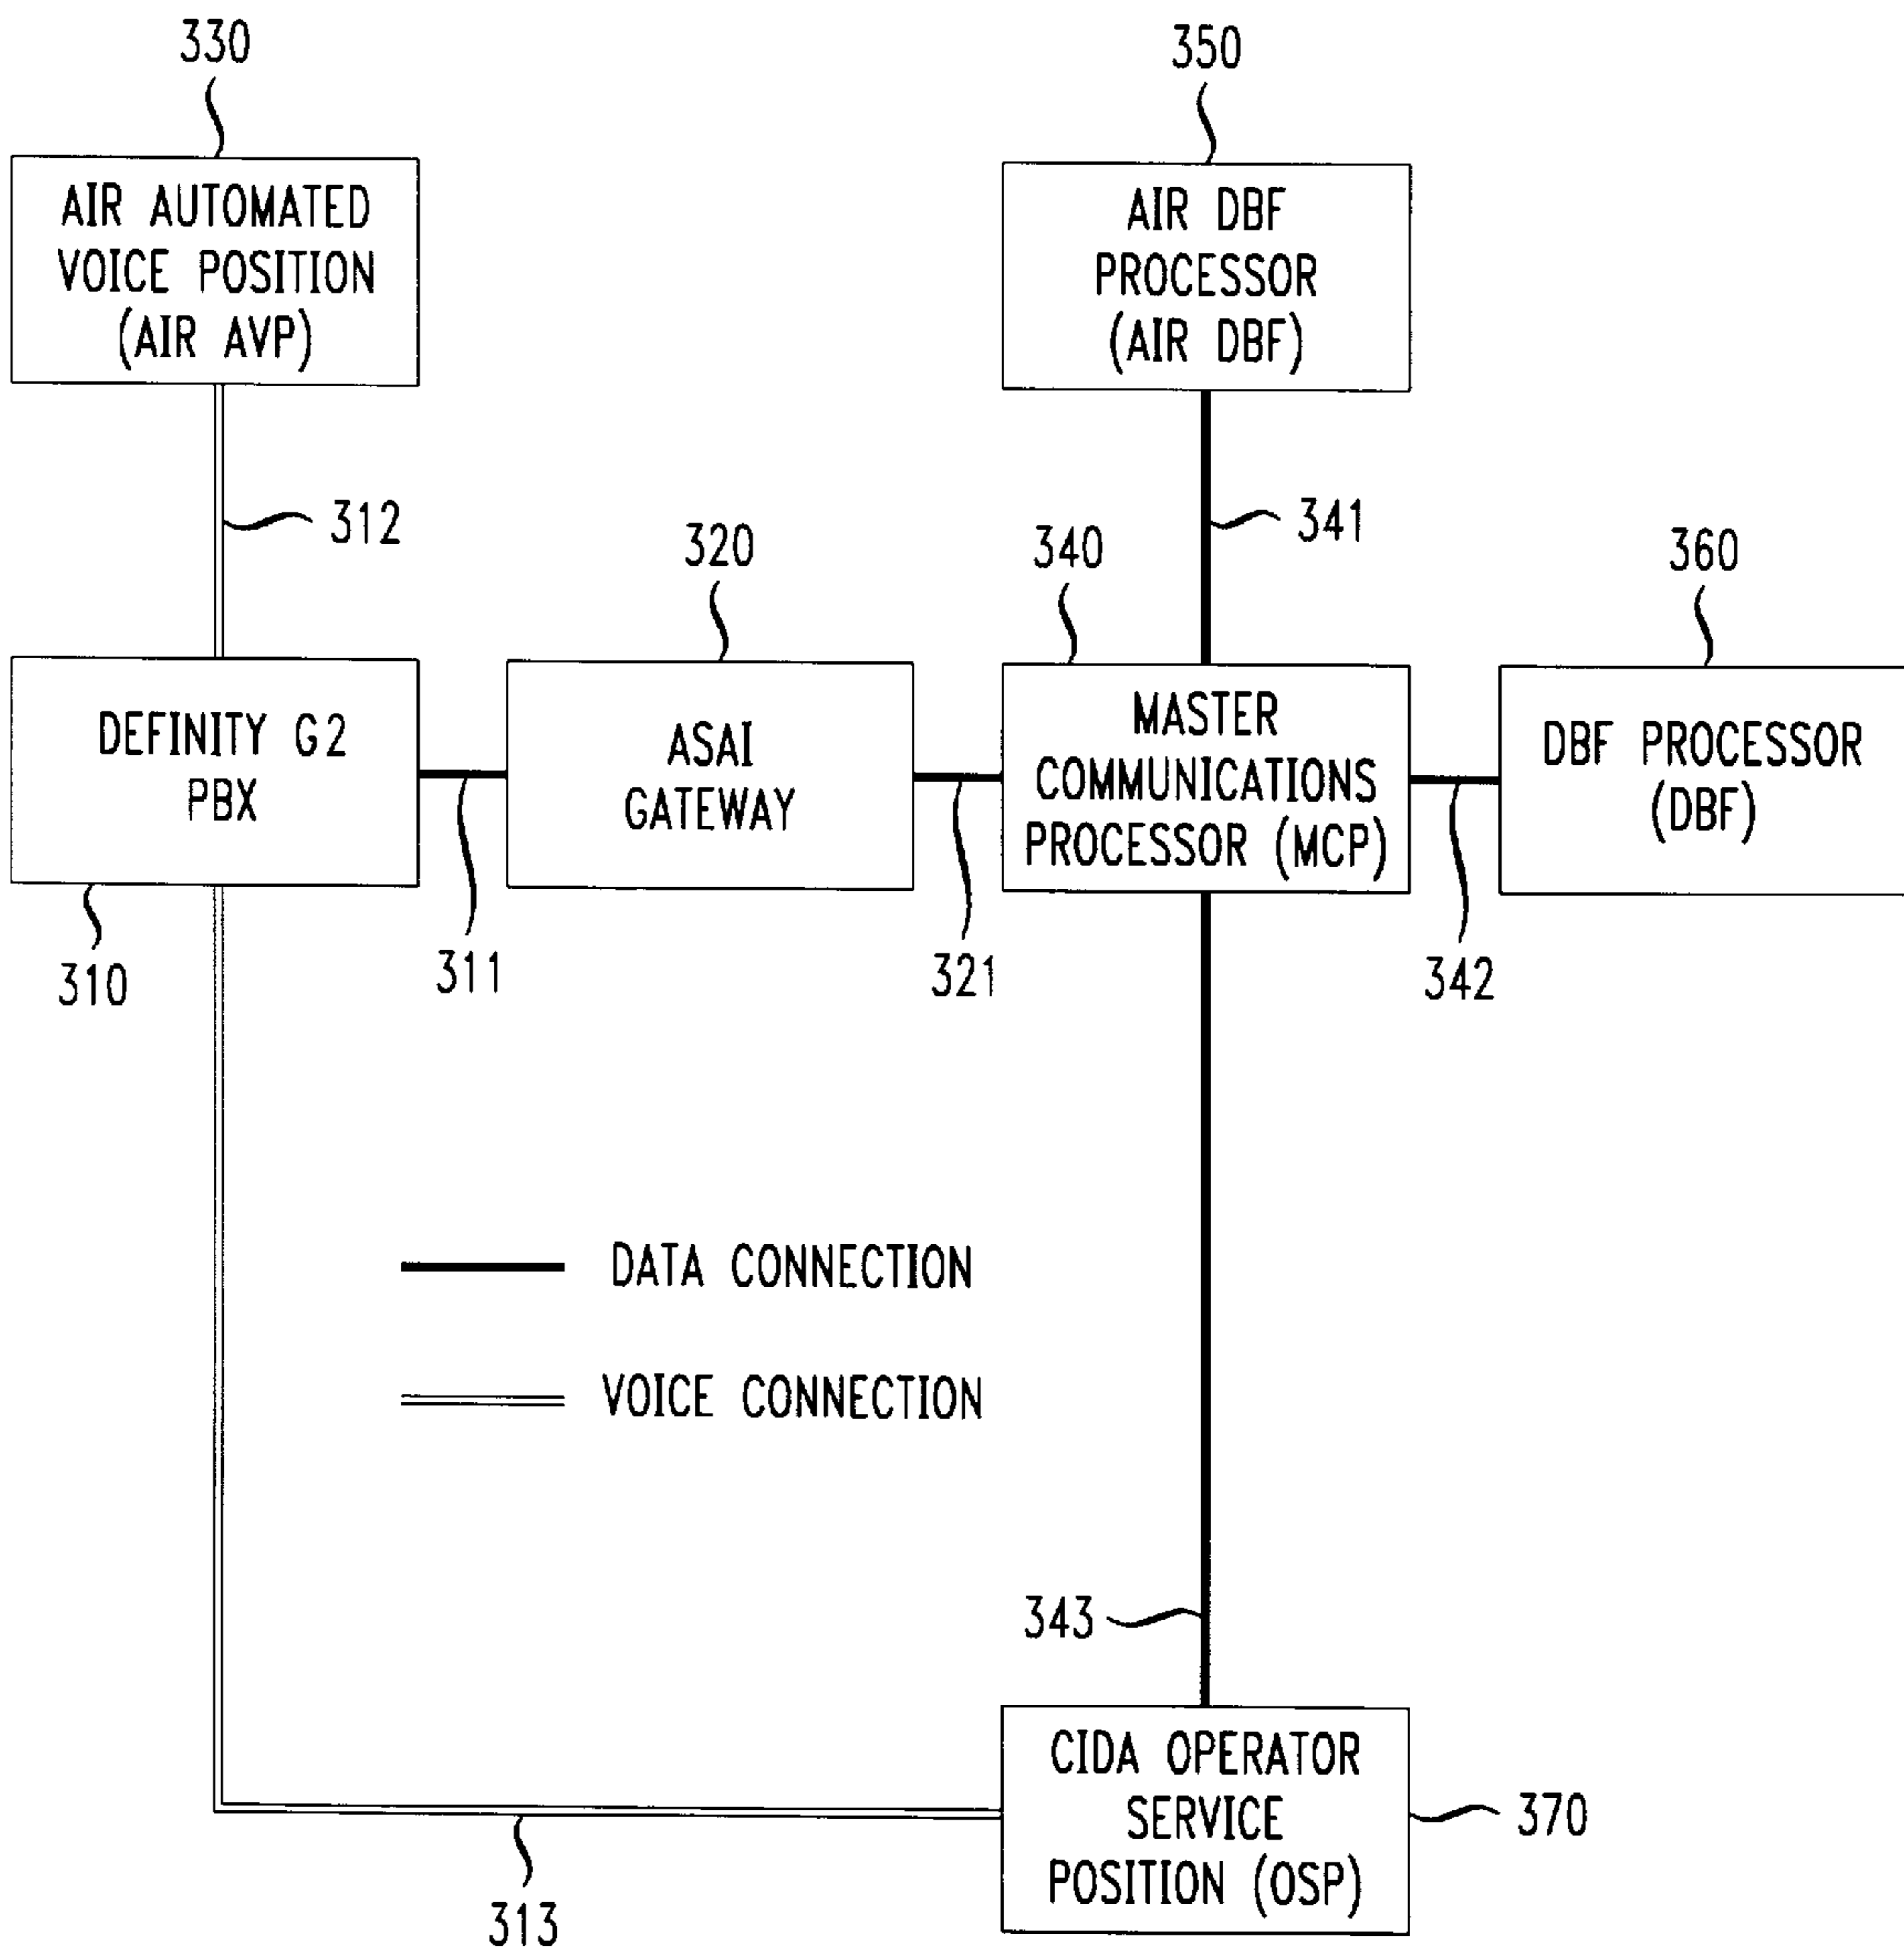 330
350
AIR AUTOMATED
VOICE POSITION
(AIR AVP)
AIR DBF
PROCESSOR
(AIR DBF)
312
341
320
340
360
DEFINITY G2
PBX
ASAI
GATEWAY
MASTER
COMMUNICATIONS
PROCESSOR (MCP)
DBF PROCESSOR
(DBF)
310
311
321
342
DATA CONNECTION
VOICE CONNECTION
343
CIDA OPERATOR
SERVICE
POSITION (OSP)
370
313